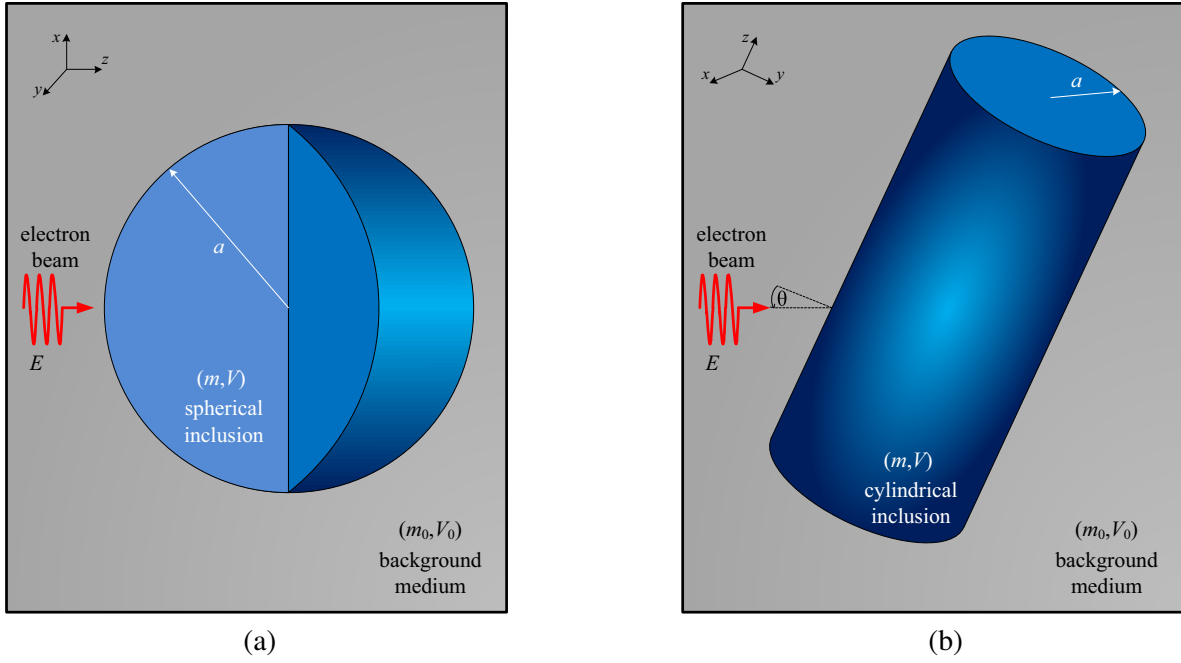 x
z
y
a
electron
beam
E
(m,V)
spherical
inclusion
(m₀,V₀)
background
medium
(a)
z
x
y
a
electron
beam
θ
E
(m,V)
cylindrical
inclusion
(m₀,V₀)
background
medium
(b)